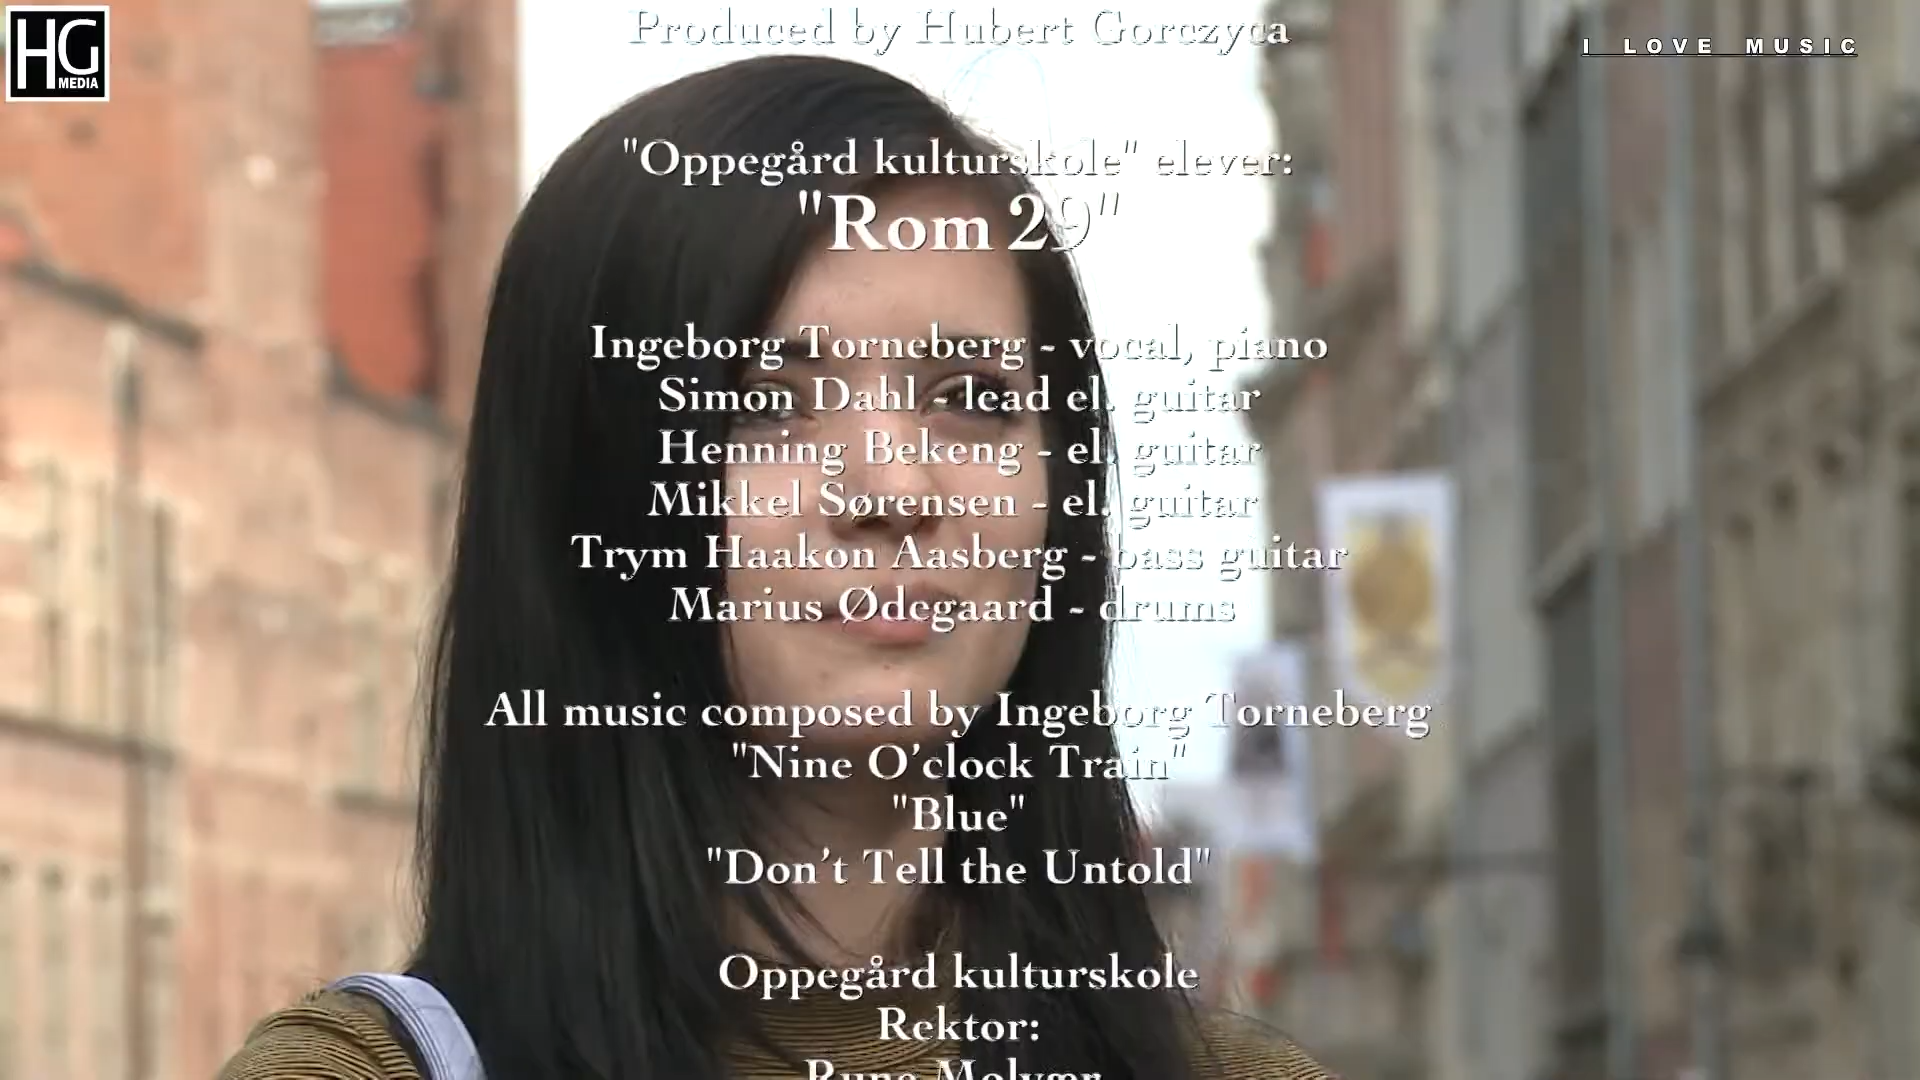 Produced by Hubert Gorczyca
HG
MEDIA
I LOVE MUSIC
"Oppegård kulturskole" elever:
"Rom 29"
Ingeborg Torneberg - vocal, piano
Simon Dahl - lead el. guitar
Henning Bekeng - el. guitar
Mikkel Sørensen - el. guitar
Trym Haakon Aasberg - bass guitar
Marius Ødegaard - drums
All music composed by Ingeborg Torneberg
"Nine O'clock Train"
"Blue"
"Don't Tell the Untold"
Oppegård kulturskole
Rektor: